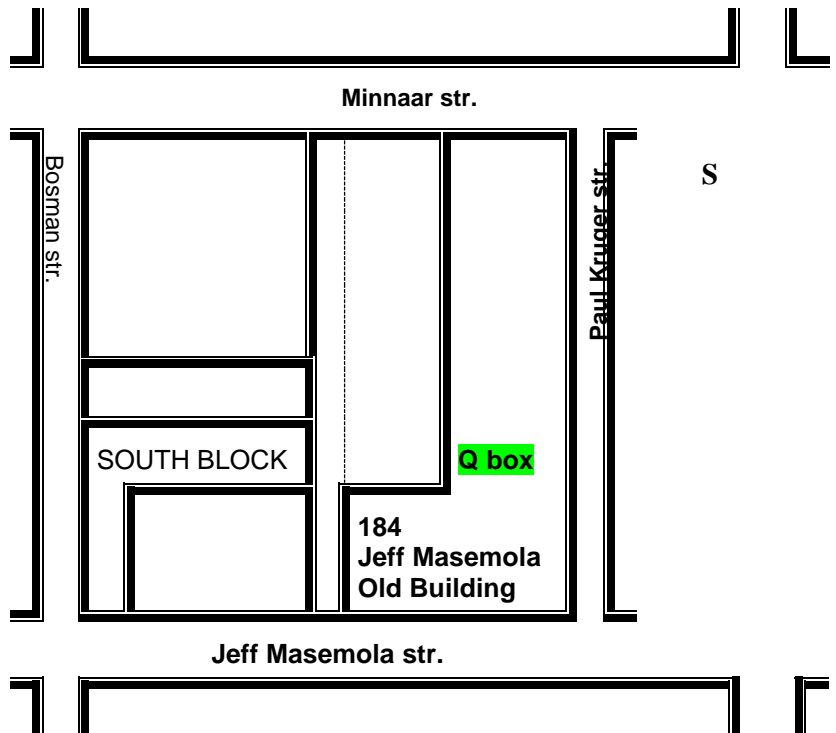 Minnaar str.
Bosman str.
Paul Kruger str.
S
SOUTH BLOCK
Q box
184
Jeff Masemola
Old Building
Jeff Masemola str.